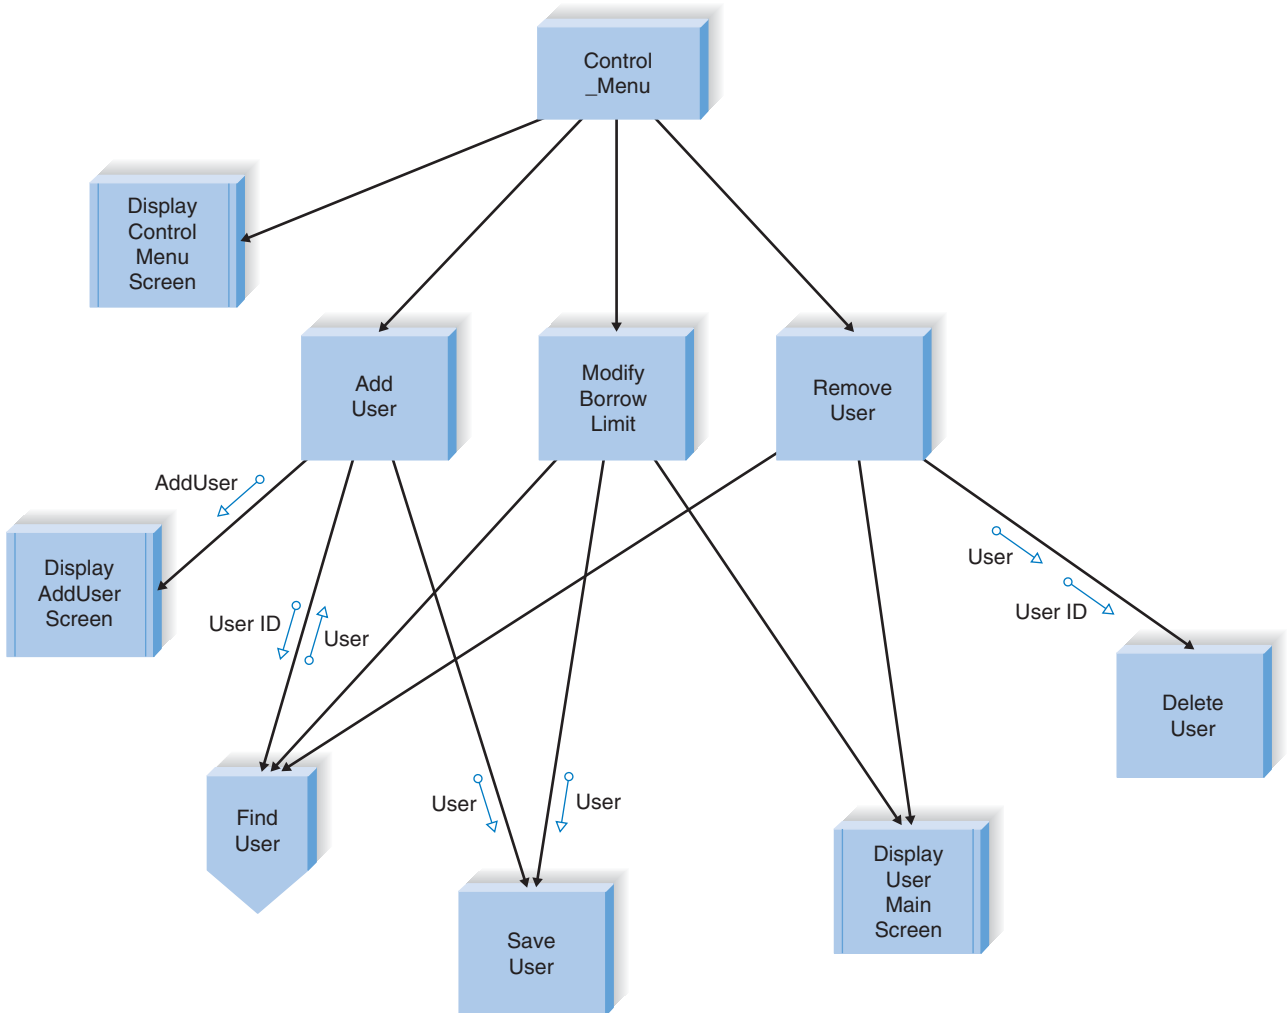 Control
_Menu
Display
Control
Menu
Screen
Add
User
Modify
Borrow
Limit
Remove
User
AddUser
Display
AddUser
Screen
User ID
User
User
User ID
Delete
User
Find
User
User
User
Save
User
Display
User
Main
Screen